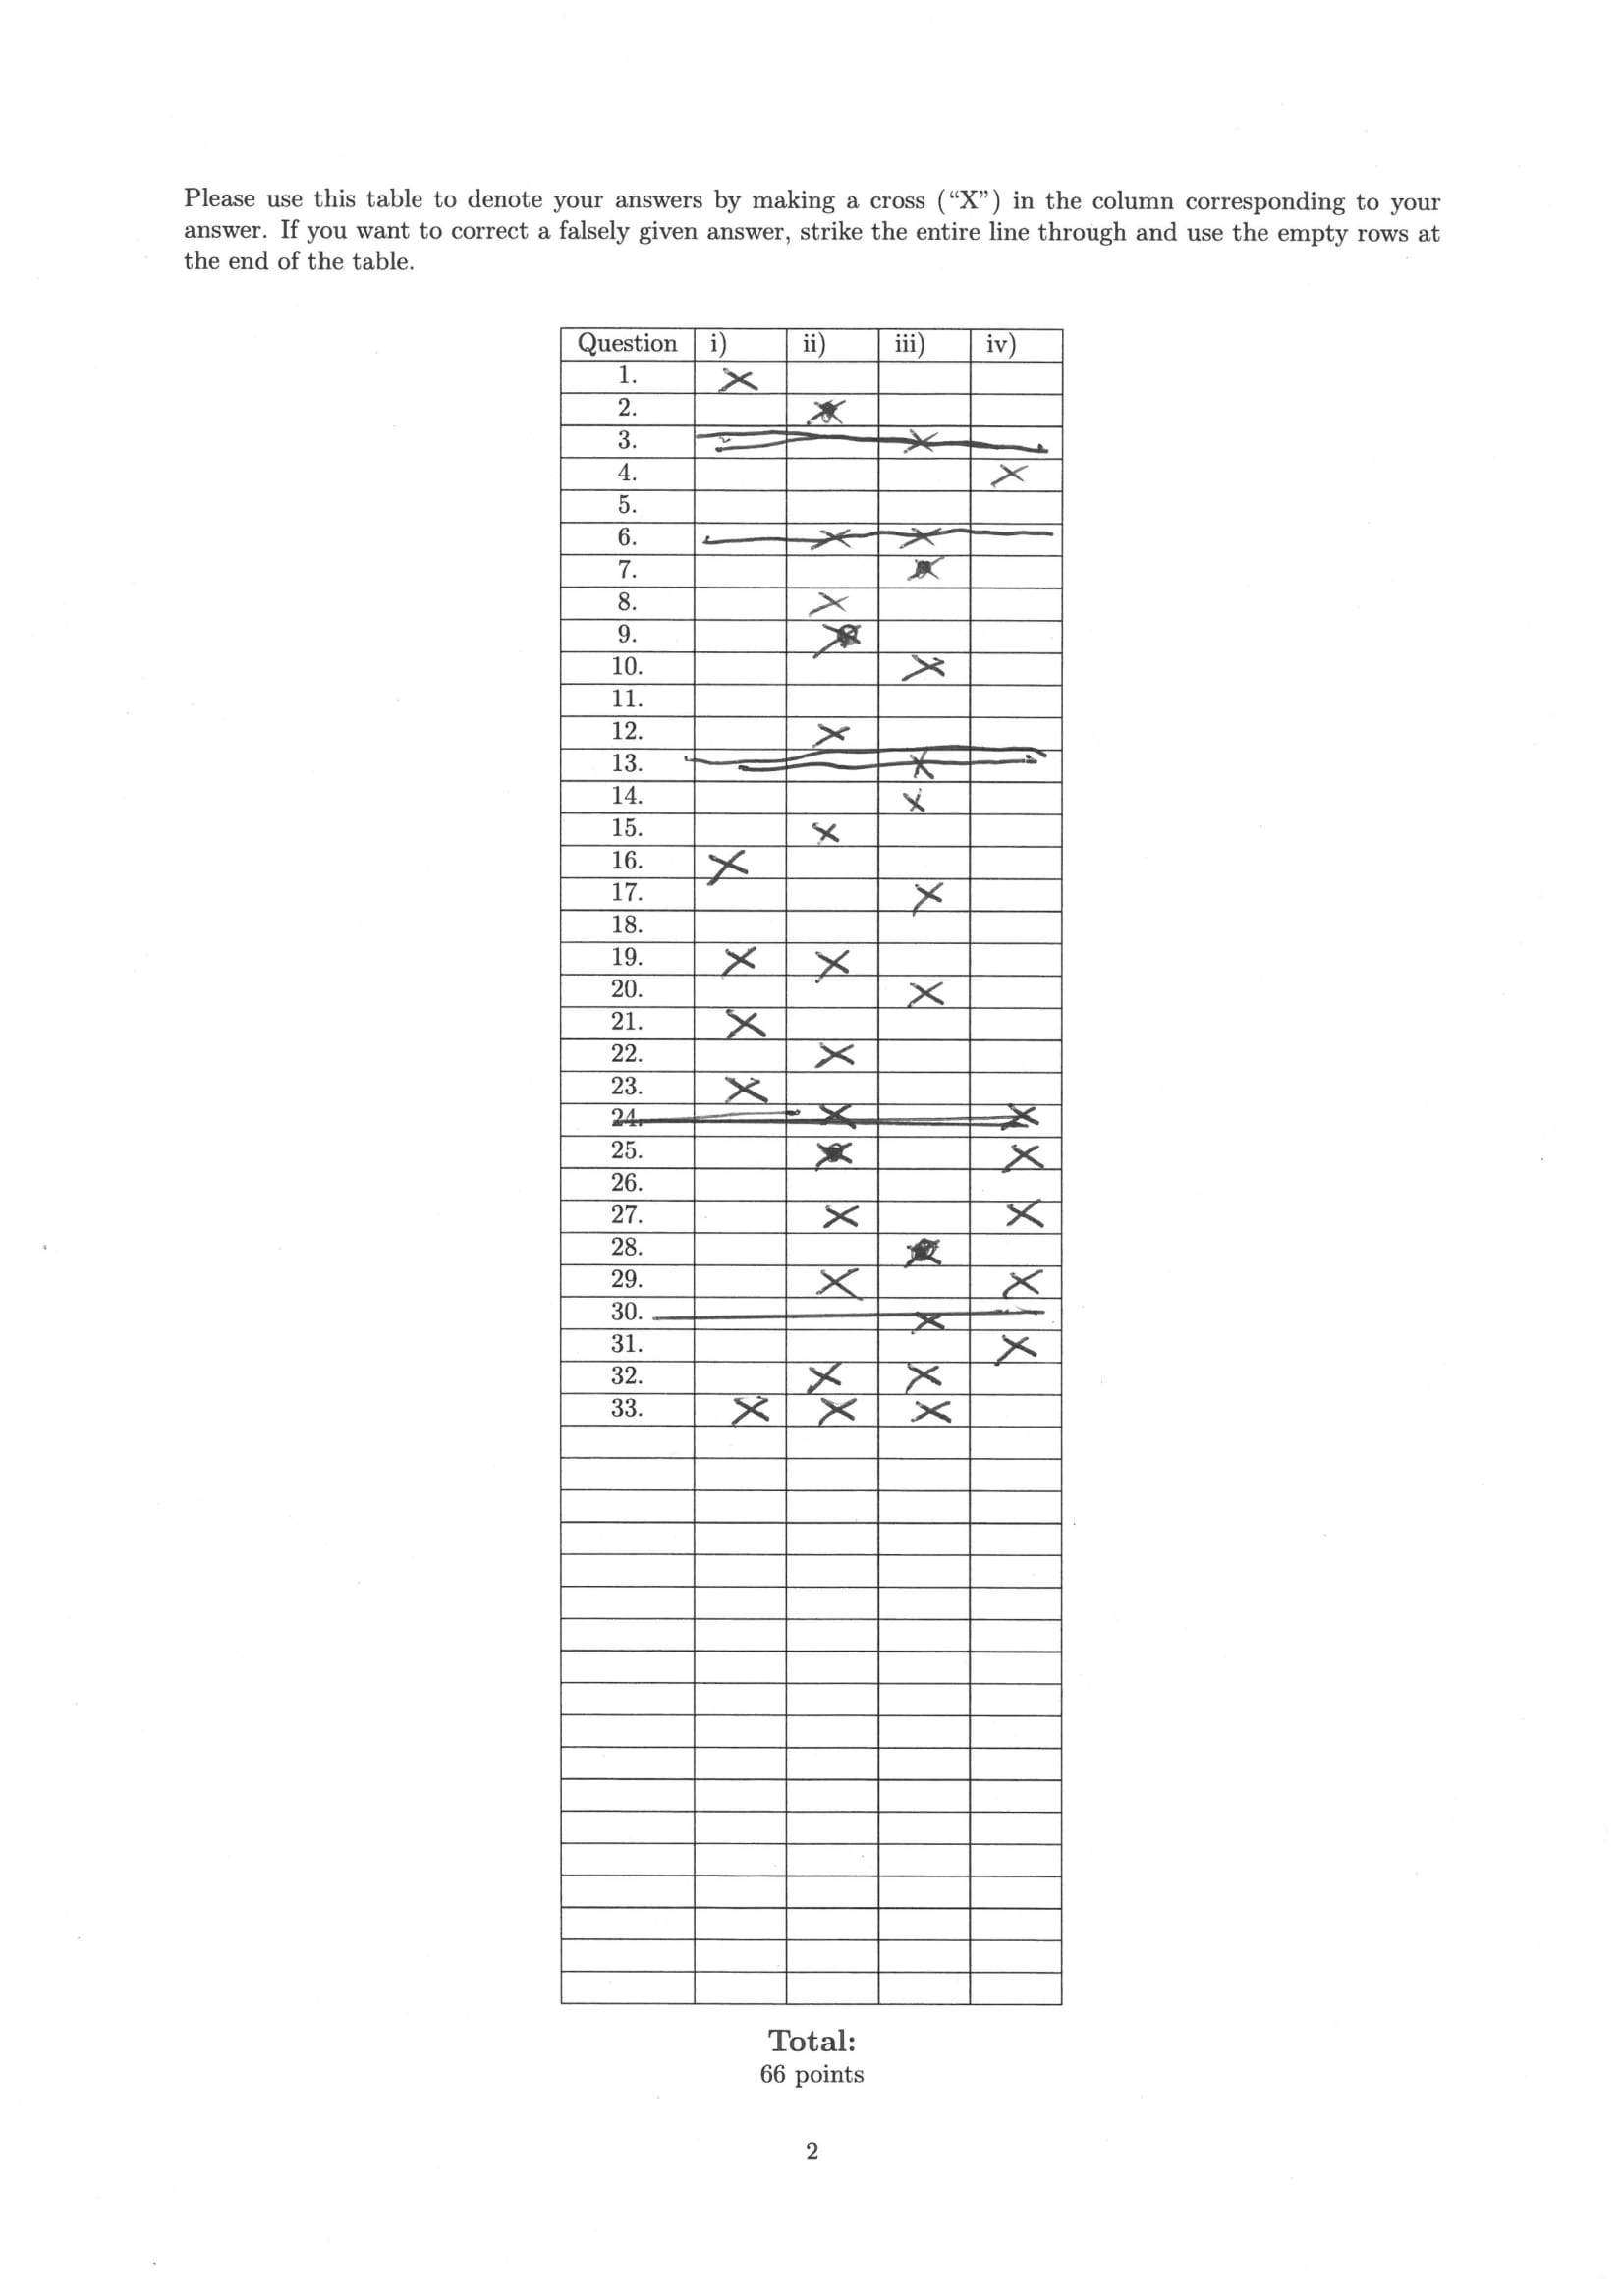 Please use this table to denote your answers by making a cross (“X”) in the column corresponding to your
answer. If you want to correct a falsely given answer, strike the entire line through and use the empty rows at
the end of the table.
Question i) ii) iii) iv)
1. X
2. X
3. X
4. X
5.
6. X X
7. X
8. X
9. X
10. X
11.
12. X
13. X
14. X
15. X
16. X
17. X
18.
19. X X
20. X
21. X
22. X
23. X
24. X X
25. X X
26.
27. X X
28. X
29. X X
30. X
31. X
32. X X
33. X X X
Total:
66 points
2